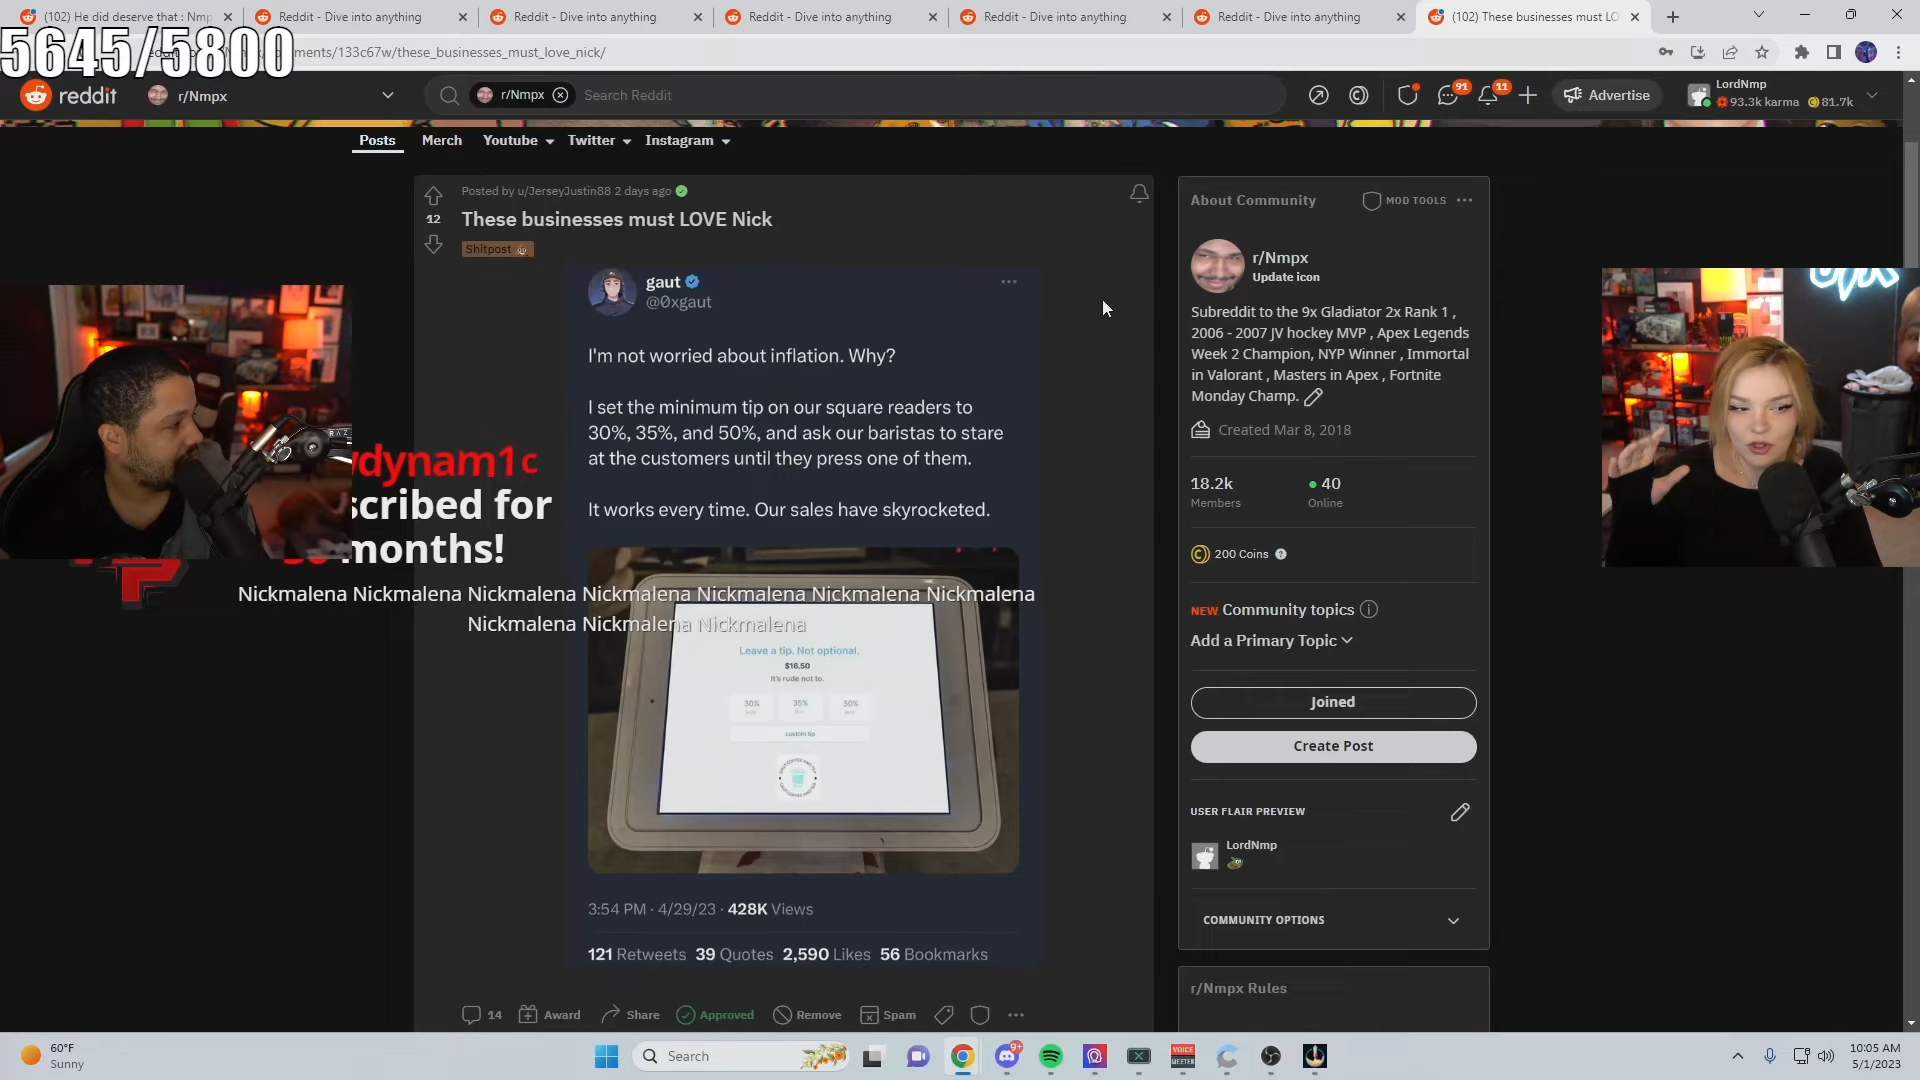 (102) He did deserve that : Nmp
Reddit - Dive into anything
Reddit - Dive into anything
Reddit - Dive into anything
Reddit - Dive into anything
Reddit - Dive into anything
(102) These businesses must LO
5645/5800
ments/133c67w/these_businesses_must_love_nick/
reddit
r/Nmpx
r/Nmpx
Search Reddit
91
11
Advertise
LordNmp
93.3k karma
81.7k
Posts
Merch
Youtube
Twitter
Instagram
Posted by u/JerseyJustin88 2 days ago
12
These businesses must LOVE Nick
Shitpost
gaut
@0xgaut
I'm not worried about inflation. Why?
I set the minimum tip on our square readers to
30%, 35%, and 50%, and ask our baristas to stare
at the customers until they press one of them.
It works every time. Our sales have skyrocketed.
Leave a tip. Not optional.
$16.50
It's rude not to.
30%
35%
50%
custom tip
3:54 PM · 4/29/23 · 428K Views
121 Retweets 39 Quotes 2,590 Likes 56 Bookmarks
14
Award
Share
Approved
Remove
Spam
dynam1c
scribed for
months!
Nickmalena Nickmalena Nickmalena Nickmalena Nickmalena Nickmalena Nickmalena
Nickmalena Nickmalena Nickmalena
About Community
MOD TOOLS
r/Nmpx
Update icon
Subreddit to the 9x Gladiator 2x Rank 1 ,
2006 - 2007 JV hockey MVP , Apex Legends
Week 2 Champion, NYP Winner , Immortal
in Valorant , Masters in Apex , Fortnite
Monday Champ.
Created Mar 8, 2018
18.2k
Members
40
Online
200 Coins
NEW Community topics
Add a Primary Topic
Joined
Create Post
USER FLAIR PREVIEW
LordNmp
COMMUNITY OPTIONS
r/Nmpx Rules
60°F
Sunny
Search
9+
VOICE
MEETER
10:05 AM
5/1/2023